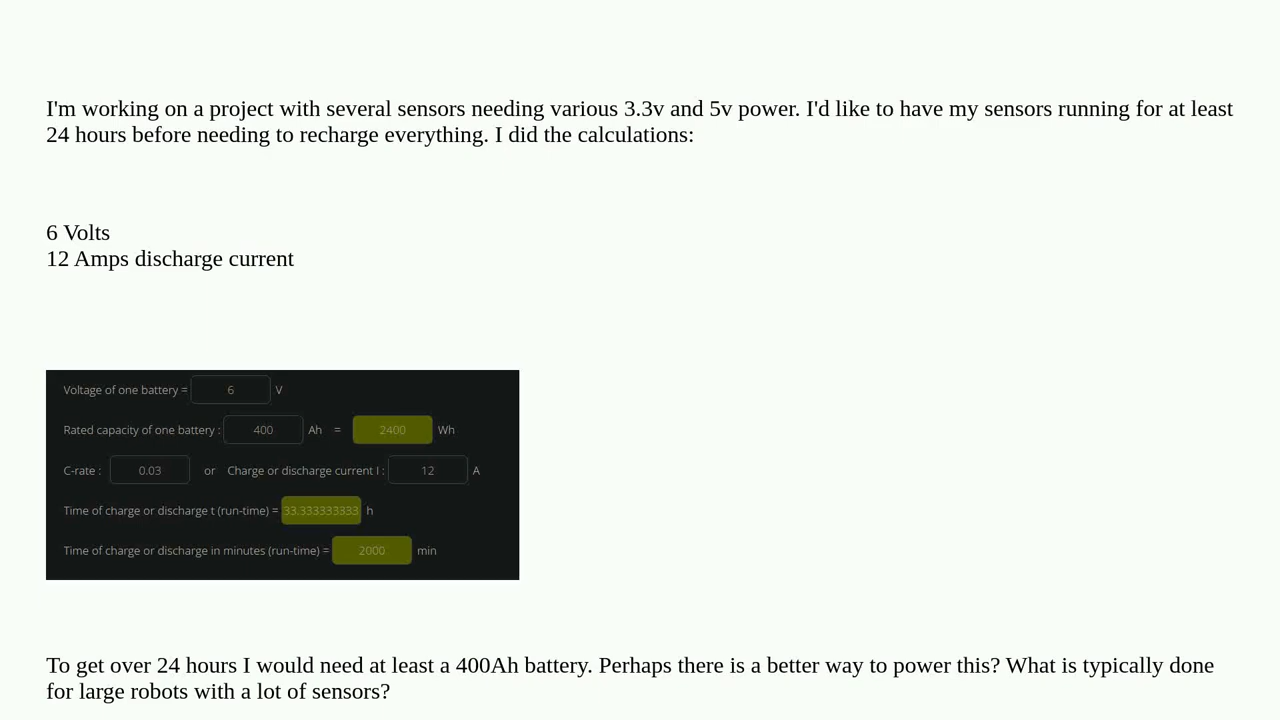 I'm working on a project with several sensors needing various 3.3v and 5v power. I'd like to have my sensors running for at least
24 hours before needing to recharge everything. I did the calculations:
6 Volts
12 Amps discharge current
Voltage of one battery = 6 V
Rated capacity of one battery : 400 Ah = 2400 Wh
C-rate : 0.03 or Charge or discharge current I : 12 A
Time of charge or discharge t (run-time) = 33.333333333 h
Time of charge or discharge in minutes (run-time) = 2000 min
To get over 24 hours I would need at least a 400Ah battery. Perhaps there is a better way to power this? What is typically done
for large robots with a lot of sensors?